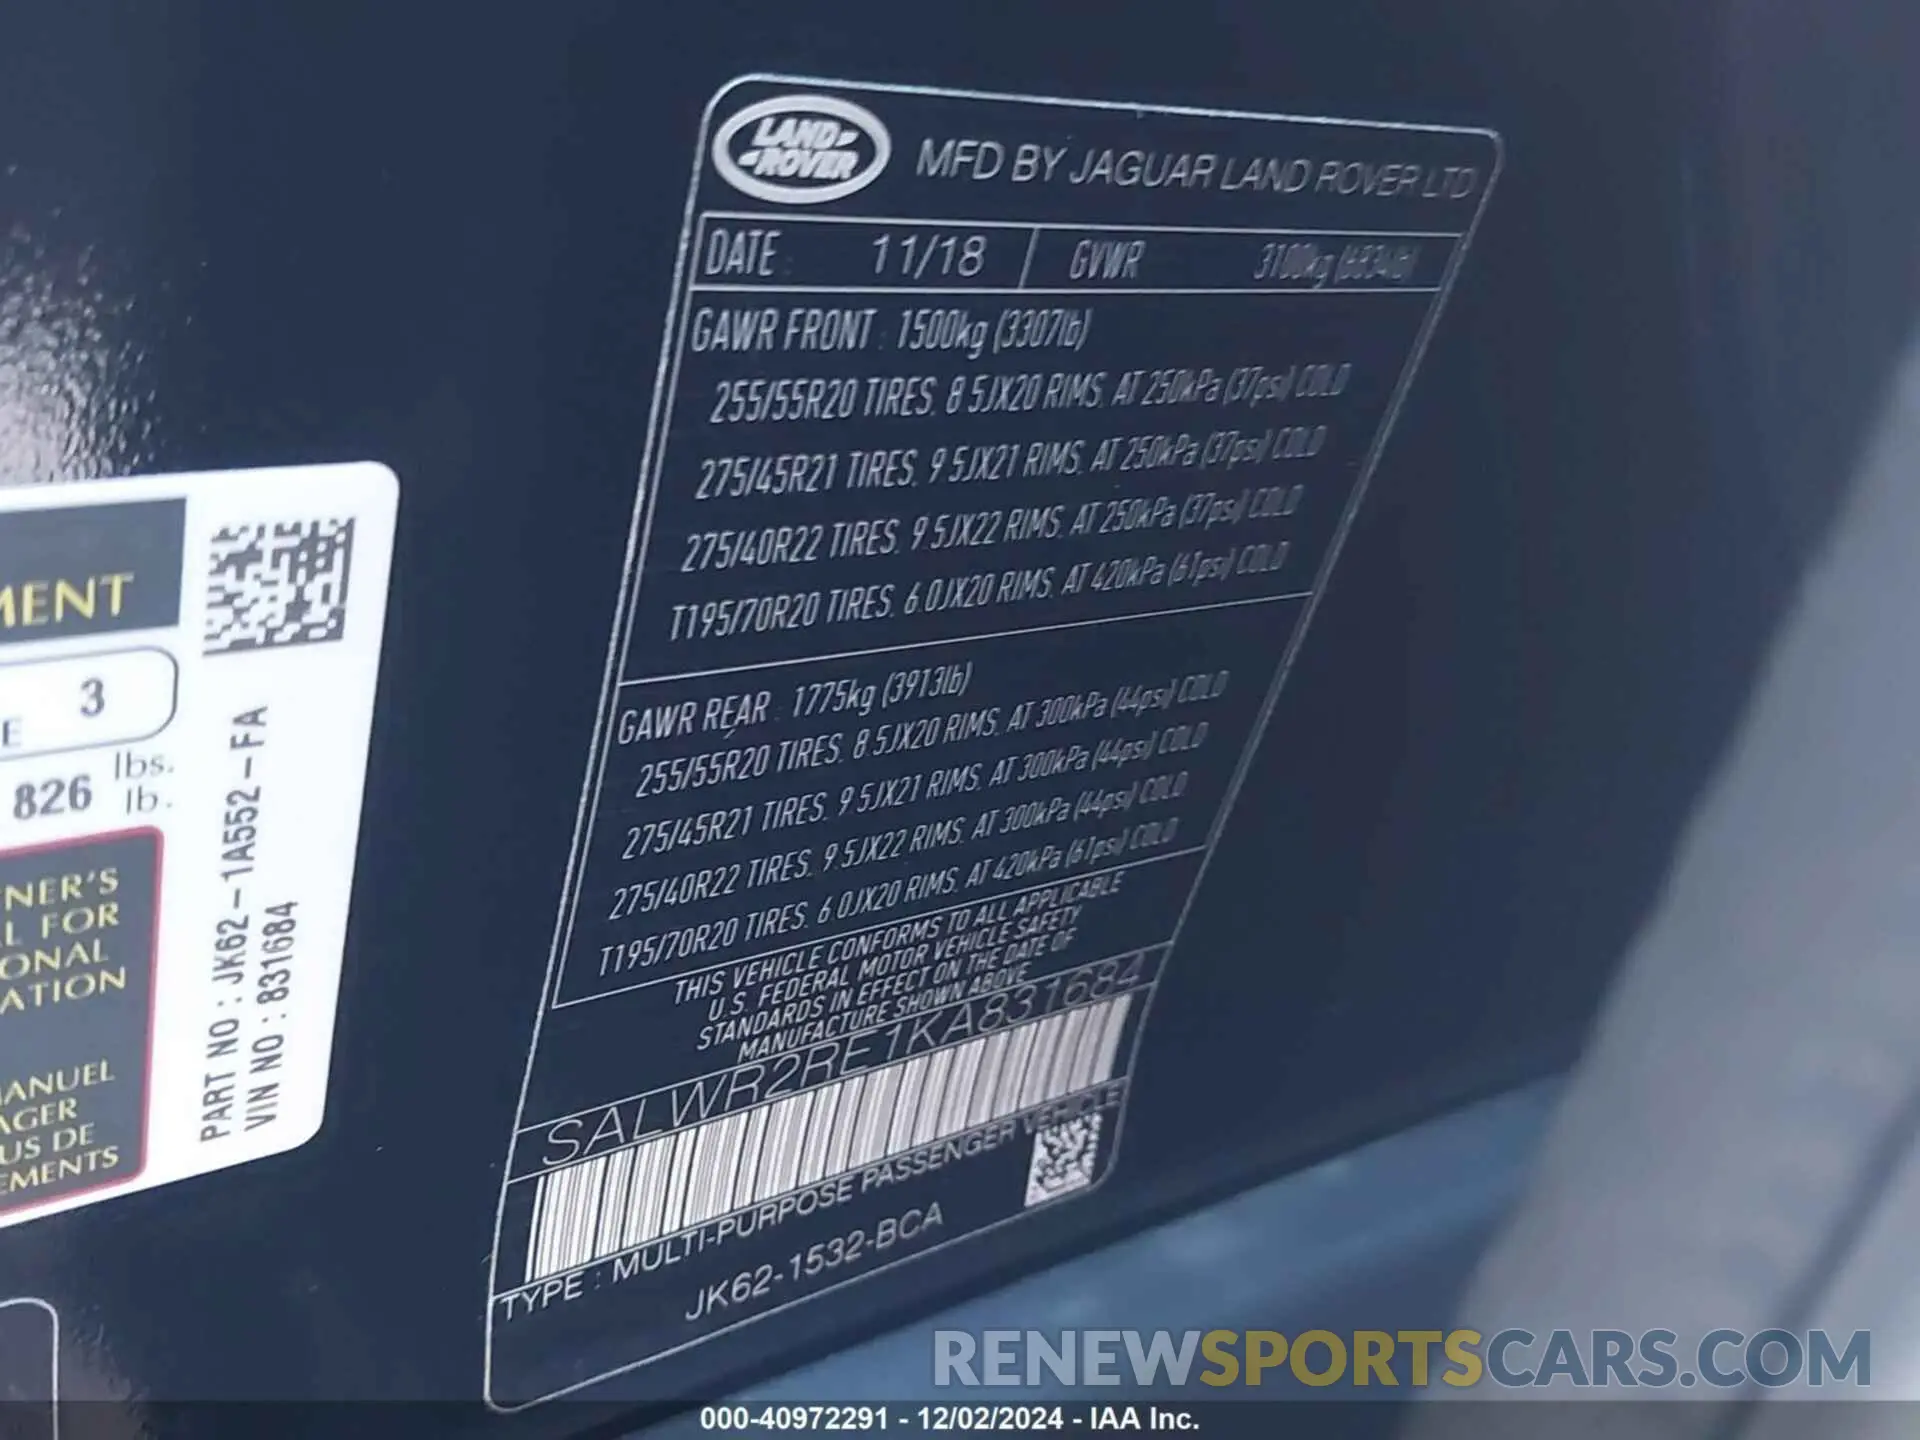 LAND
ROVER
MFD BY JAGUAR LAND ROVER LTD
DATE : 11/18 GVWR 3100kg (6834lb)
GAWR FRONT : 1500kg (3307lb)
255/55R20 TIRES, 8.5JX20 RIMS, AT 250kPa (37psi) COLD
275/45R21 TIRES, 9.5JX21 RIMS, AT 250kPa (37psi) COLD
275/40R22 TIRES, 9.5JX22 RIMS, AT 250kPa (37psi) COLD
T195/70R20 TIRES, 6.0JX20 RIMS, AT 420kPa (61psi) COLD
GAWR REAR : 1775kg (3913lb)
255/55R20 TIRES, 8.5JX20 RIMS, AT 300kPa (44psi) COLD
275/45R21 TIRES, 9.5JX21 RIMS, AT 300kPa (44psi) COLD
275/40R22 TIRES, 9.5JX22 RIMS, AT 300kPa (44psi) COLD
T195/70R20 TIRES, 6.0JX20 RIMS, AT 420kPa (61psi) COLD
THIS VEHICLE CONFORMS TO ALL APPLICABLE
U.S. FEDERAL MOTOR VEHICLE SAFETY
STANDARDS IN EFFECT ON THE DATE OF
MANUFACTURE SHOWN ABOVE
SALWR2RE1KA831684
TYPE : MULTI-PURPOSE PASSENGER VEHICLE
JK62-1532-BCA
MENT
E 3
826 lbs.
lb.
NER'S
L FOR
ONAL
ATION
ANUEL
AGER
US DE
EMENTS
PART NO : JK62-1A552-FA
VIN NO : 831684
RENEWSPORTSCARS.COM
000-40972291 - 12/02/2024 - IAA Inc.